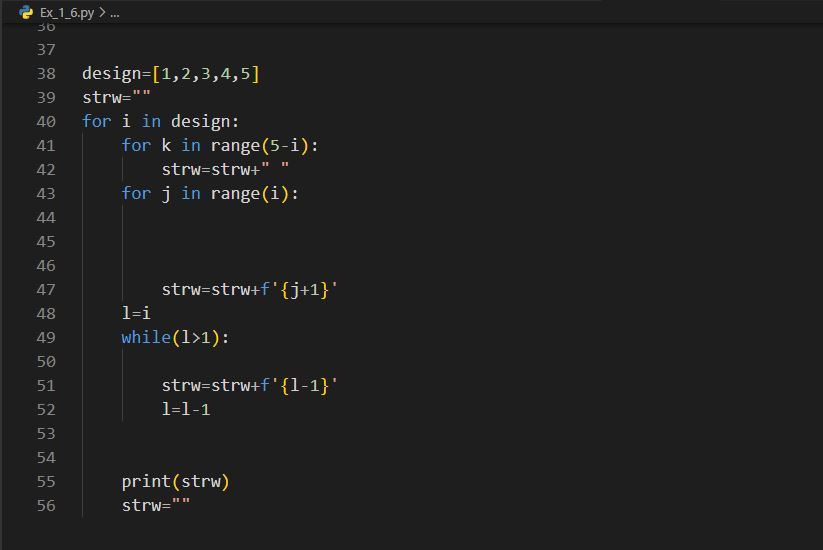 Ex_1_6.py > ...
36
37
38 design=[1,2,3,4,5]
39 strw=""
40 for i in design:
41     for k in range(5-i):
42         strw=strw+" "
43     for j in range(i):
44
45
46
47         strw=strw+f'{j+1}'
48     l=i
49     while(l>1):
50
51         strw=strw+f'{l-1}'
52         l=l-1
53
54
55     print(strw)
56     strw=""